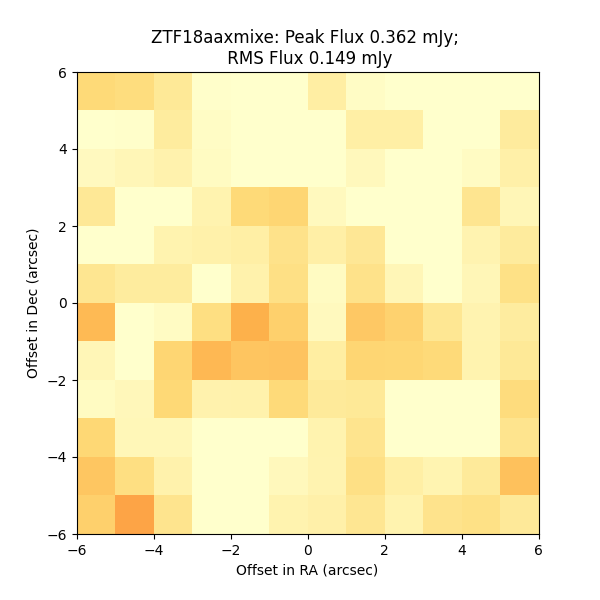 ZTF18aaxmixe: Peak Flux 0.362 mJy;
RMS Flux 0.149 mJy
6
4
2
0
−2
−4
−6
Offset in Dec (arcsec)
−6 −4 −2 0 2 4 6
Offset in RA (arcsec)